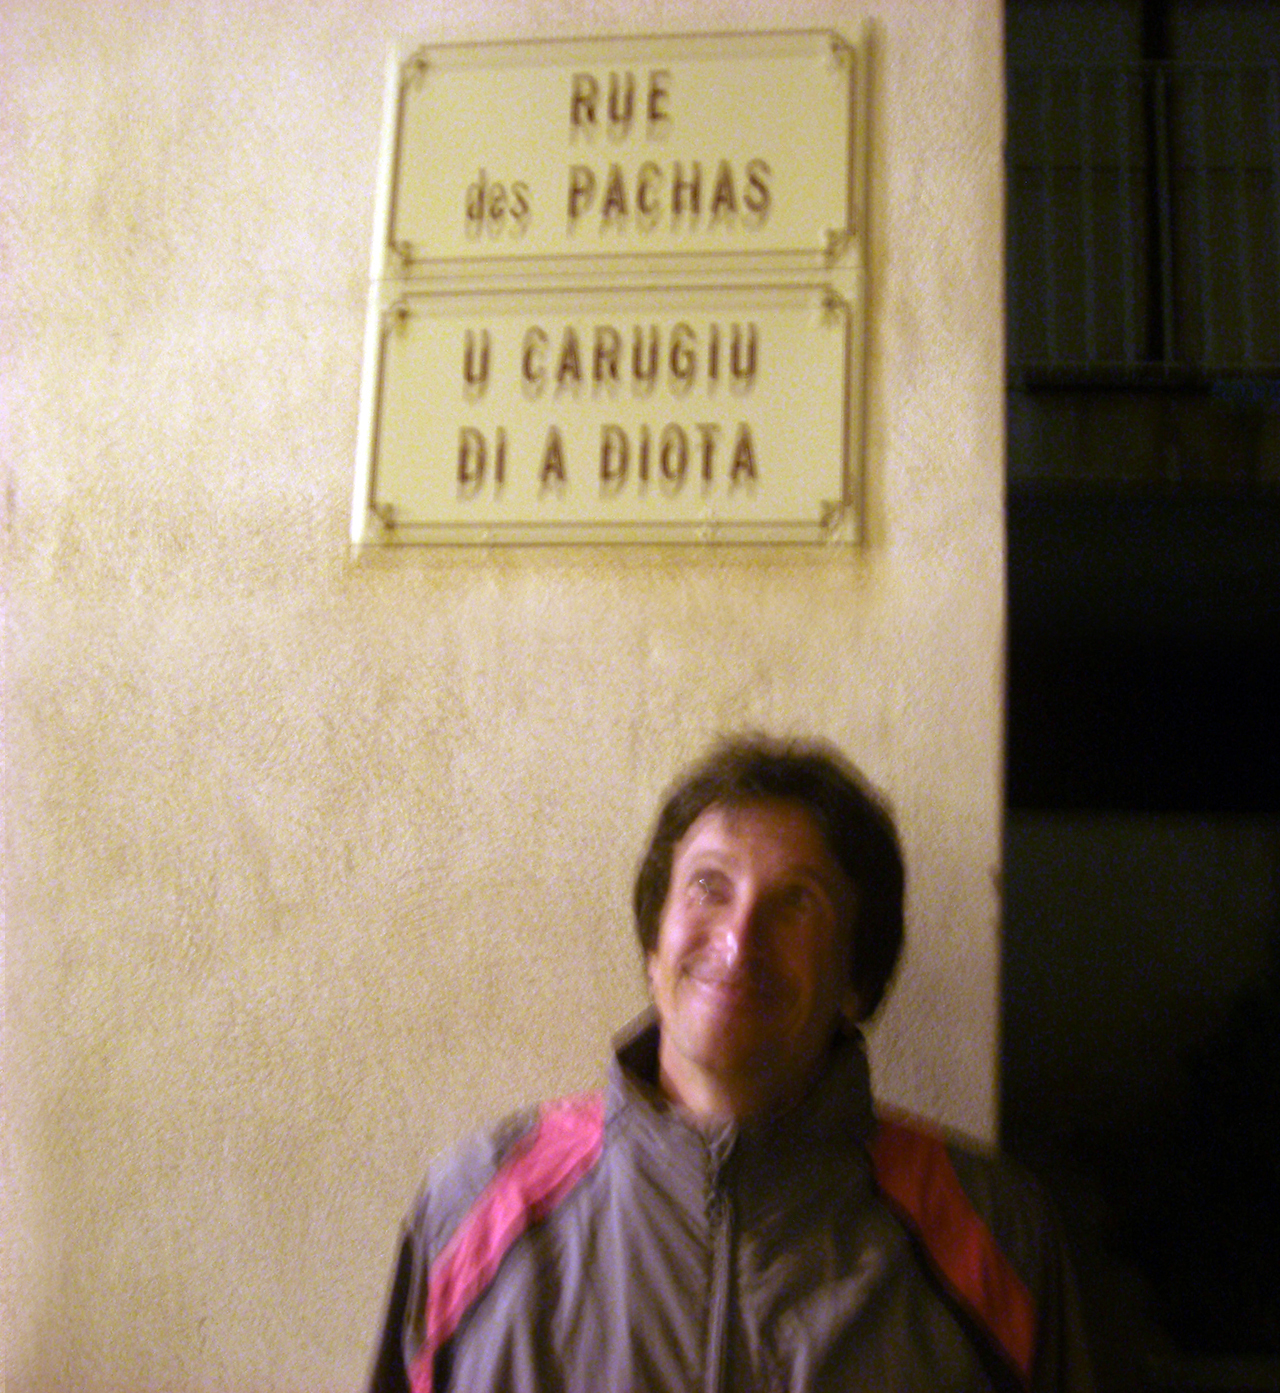 RUE
des PACHAS
U CARUGIU
DI A DIOTA